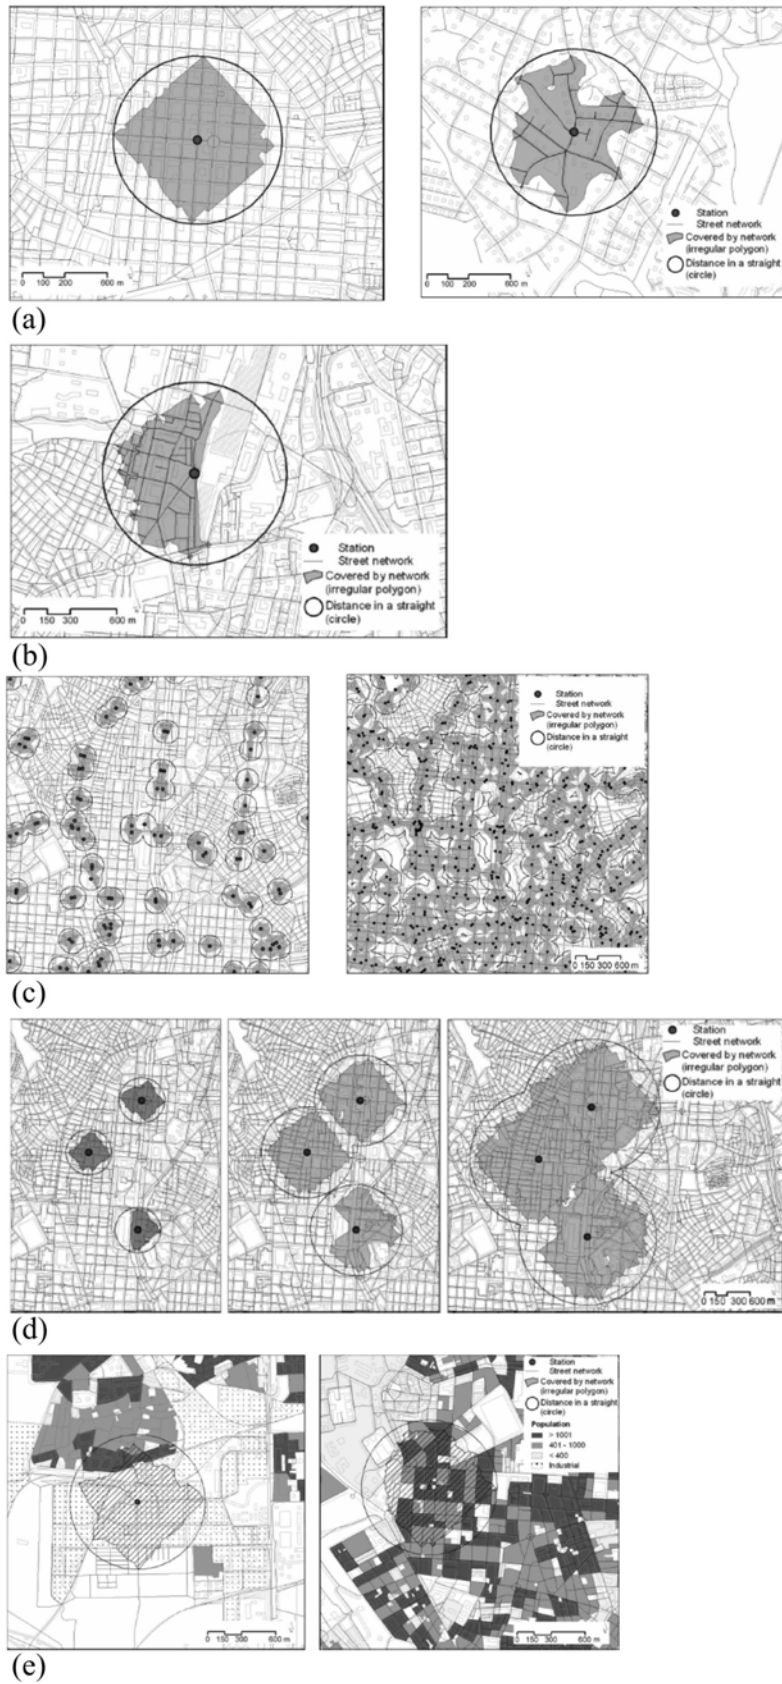 0 100 200 600 m
Station
Street network
Covered by network
(irregular polygon)
Distance in a straight
(circle)
0 100 200 600 m
(a)
Station
Street network
Covered by network
(irregular polygon)
Distance in a straight
(circle)
0 150 300 600 m
(b)
Station
Street network
Covered by network
(irregular polygon)
Distance in a straight
(circle)
0 150 300 600 m
(c)
Station
Street network
Covered by network
(irregular polygon)
Distance in a straight
(circle)
0 150 300 600 m
(d)
0 150 300 600 m
Station
Street network
Covered by network
(irregular polygon)
Distance in a straight
(circle)
Population
> 1001
401 - 1000
< 400
Industrial
0 150 300 600 m
(e)